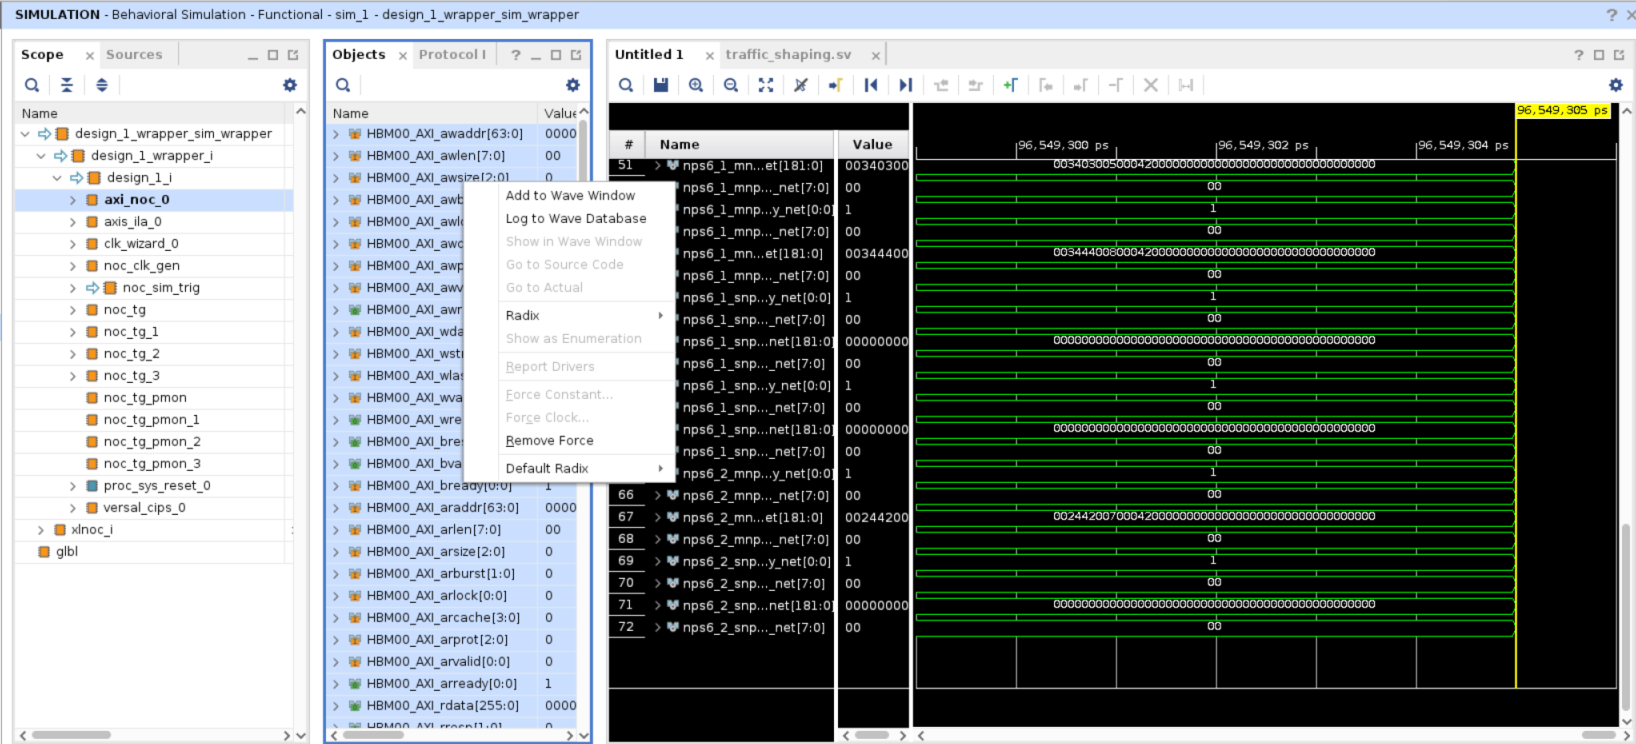 SIMULATION - Behavioral Simulation - Functional - sim_1 - design_1_wrapper_sim_wrapper
Scope
Sources
Name
design_1_wrapper_sim_wrapper
design_1_wrapper_i
design_1_i
axi_noc_0
axis_ila_0
clk_wizard_0
noc_clk_gen
noc_sim_trig
noc_tg
noc_tg_1
noc_tg_2
noc_tg_3
noc_tg_pmon
noc_tg_pmon_1
noc_tg_pmon_2
noc_tg_pmon_3
proc_sys_reset_0
versal_cips_0
xlnoc_i
glbl
Objects
Protocol I
Name Value
HBM00_AXI_awaddr[63:0] 0000
HBM00_AXI_awlen[7:0] 00
HBM00_AXI_awsize[2:0] 0
HBM00_AXI_awb
HBM00_AXI_awlo
HBM00_AXI_awc
HBM00_AXI_awp
HBM00_AXI_awv
HBM00_AXI_awr
HBM00_AXI_wda
HBM00_AXI_wstr
HBM00_AXI_wlas
HBM00_AXI_wva
HBM00_AXI_wre
HBM00_AXI_bres
HBM00_AXI_bva
HBM00_AXI_bready[0:0] 1
HBM00_AXI_araddr[63:0] 0000
HBM00_AXI_arlen[7:0] 00
HBM00_AXI_arsize[2:0] 0
HBM00_AXI_arburst[1:0] 0
HBM00_AXI_arlock[0:0] 0
HBM00_AXI_arcache[3:0] 0
HBM00_AXI_arprot[2:0] 0
HBM00_AXI_arvalid[0:0] 0
HBM00_AXI_arready[0:0] 1
HBM00_AXI_rdata[255:0] 0000
HBM00_AXI_rresp[1:0] 0
Add to Wave Window
Log to Wave Database
Show in Wave Window
Go to Source Code
Go to Actual
Radix
Show as Enumeration
Report Drivers
Force Constant...
Force Clock...
Remove Force
Default Radix
Untitled 1
traffic_shaping.sv
96,549,305 ps
# Name Value
96,549,300 ps 96,549,302 ps 96,549,304 ps
51 nps6_1_mn...et[181:0] 00340300
nps6_1_mnp..._net[7:0] 00 00
nps6_1_mnp...y_net[0:0] 1 1
nps6_1_mnp..._net[7:0] 00 00
nps6_1_mn...et[181:0] 00344400
nps6_1_mnp..._net[7:0] 00 00
nps6_1_snp...y_net[0:0] 1 1
nps6_1_snp..._net[7:0] 00 00
nps6_1_snp...net[181:0] 00000000
nps6_1_snp..._net[7:0] 00 00
nps6_1_snp...y_net[0:0] 1 1
nps6_1_snp..._net[7:0] 00 00
nps6_1_snp...net[181:0] 00000000
nps6_1_snp..._net[7:0] 00 00
nps6_2_mnp...y_net[0:0] 1 1
66 nps6_2_mnp..._net[7:0] 00 00
67 nps6_2_mn...et[181:0] 00244200
68 nps6_2_mnp..._net[7:0] 00 00
69 nps6_2_snp...y_net[0:0] 1 1
70 nps6_2_snp..._net[7:0] 00 00
71 nps6_2_snp...net[181:0] 00000000
72 nps6_2_snp..._net[7:0] 00 00